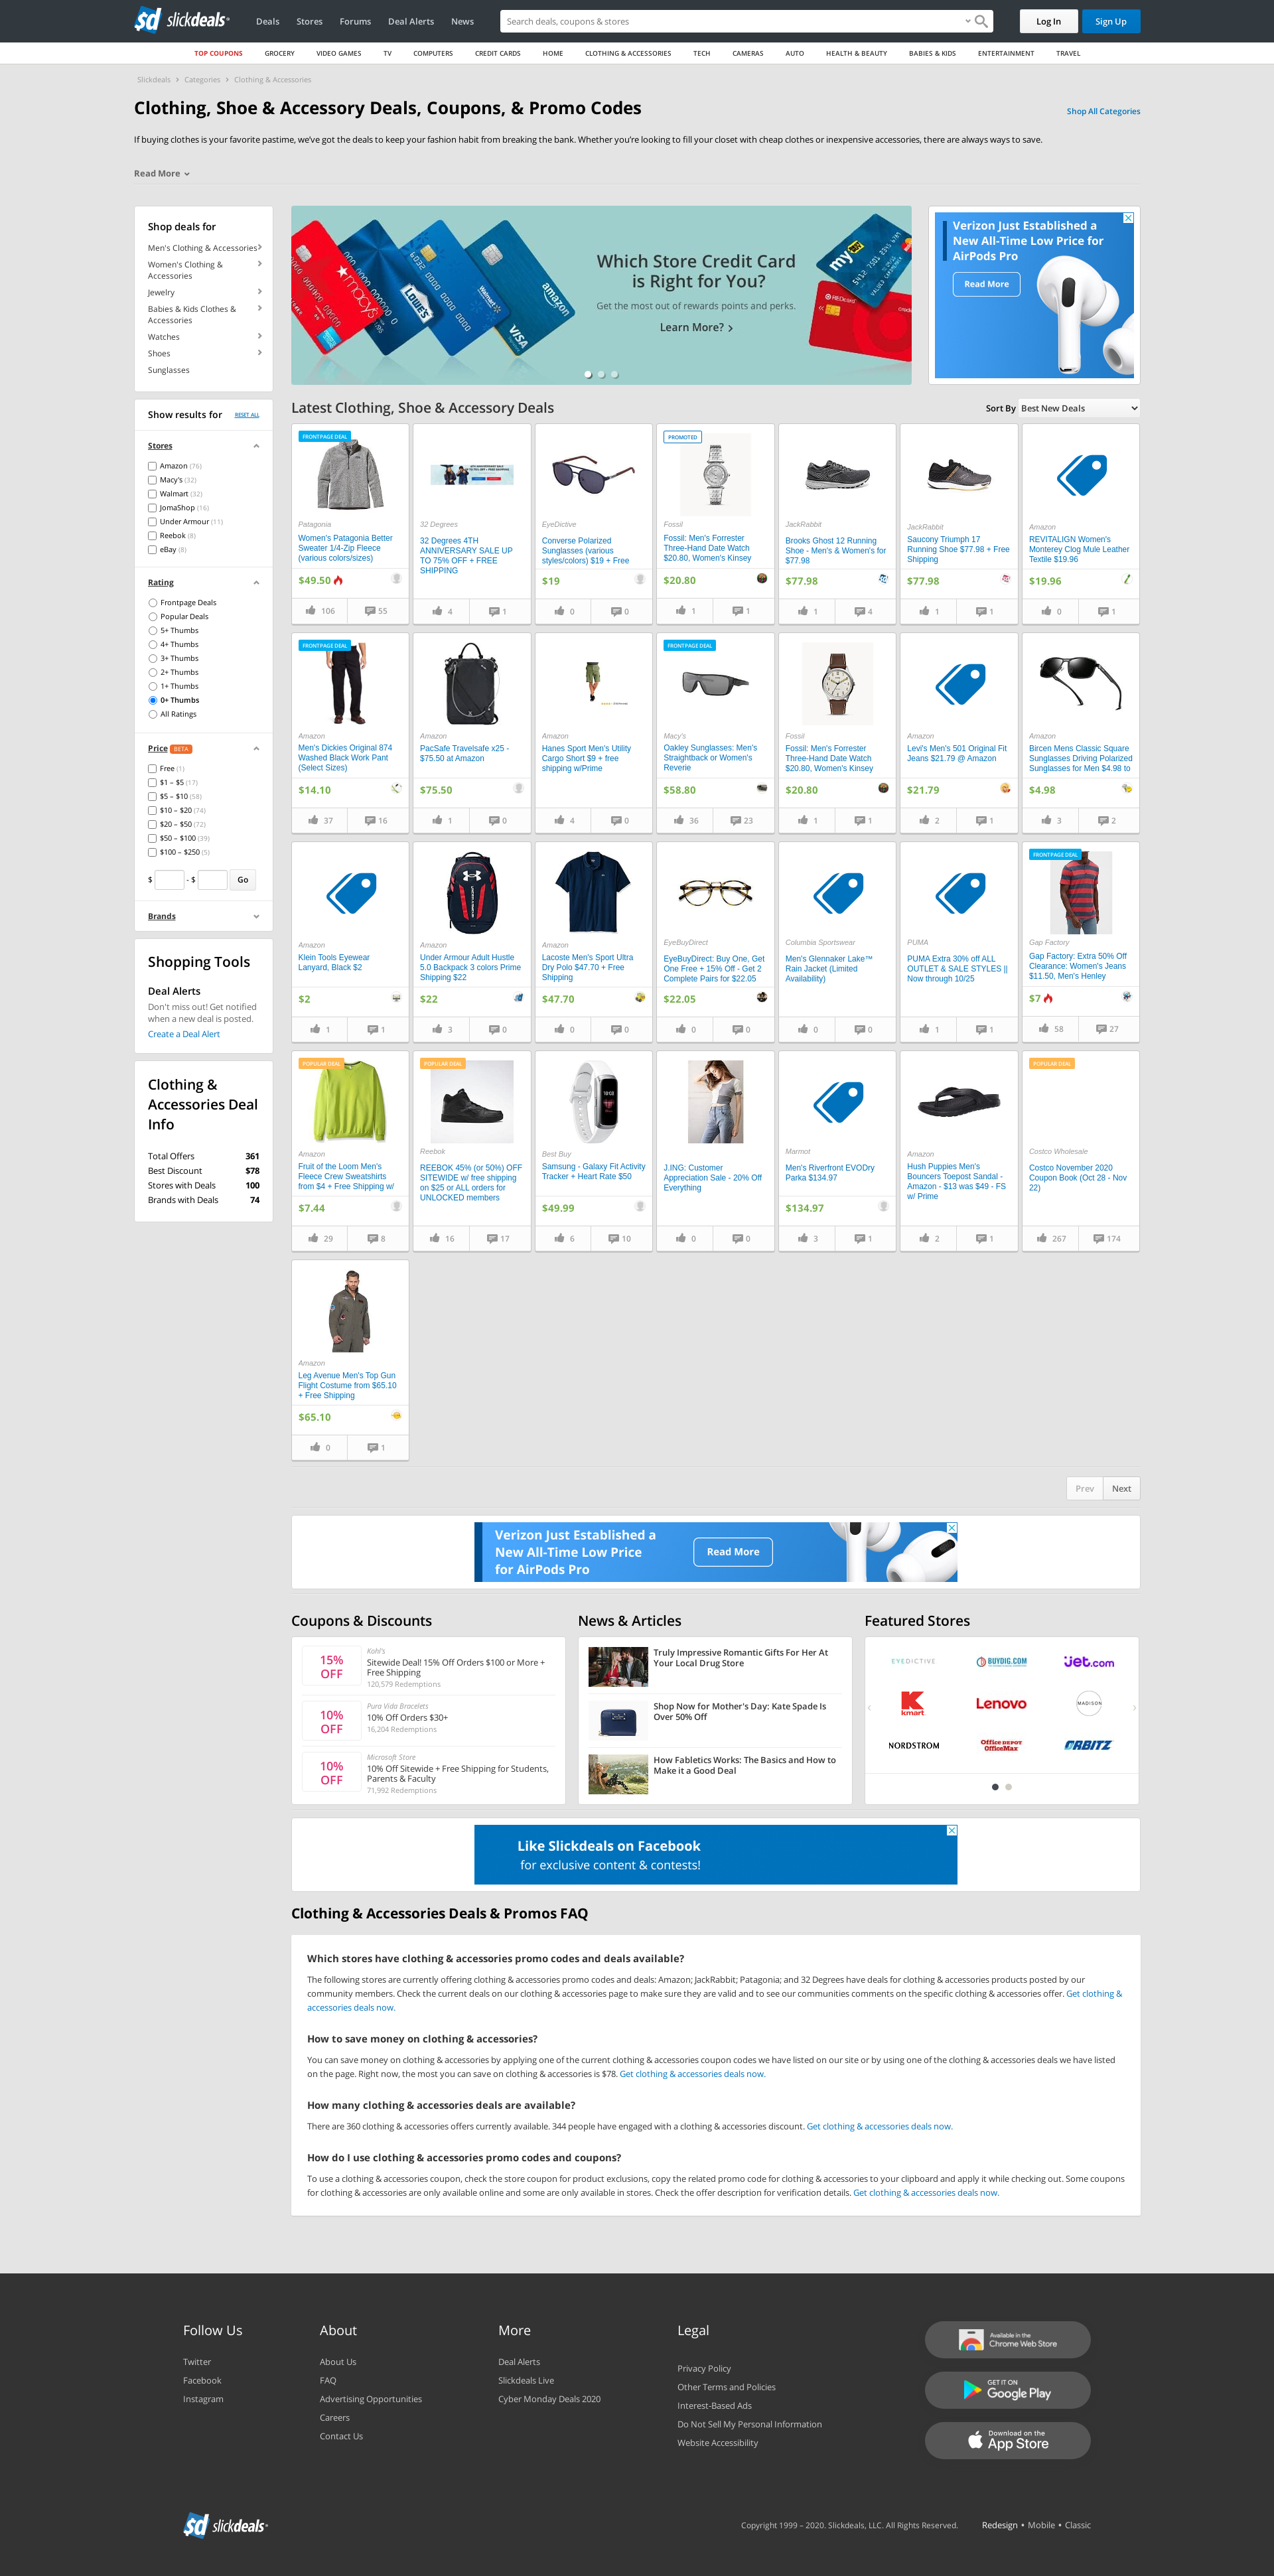 slickdeals
Deals
Stores
Forums
Deal Alerts
News
Search deals, coupons & stores
Log In
Sign Up
TOP COUPONS
GROCERY
VIDEO GAMES
TV
COMPUTERS
CREDIT CARDS
HOME
CLOTHING & ACCESSORIES
TECH
CAMERAS
AUTO
HEALTH & BEAUTY
BABIES & KIDS
ENTERTAINMENT
TRAVEL
Slickdeals > Categories > Clothing & Accessories
Clothing, Shoe & Accessory Deals, Coupons, & Promo Codes
Shop All Categories
If buying clothes is your favorite pastime, we've got the deals to keep your fashion habit from breaking the bank. Whether you're looking to fill your closet with cheap clothes or inexpensive accessories, there are always ways to save.
Read More
Shop deals for
Men's Clothing & Accessories
Women's Clothing &
Accessories
Jewelry
Babies & Kids Clothes &
Accessories
Watches
Shoes
Sunglasses
Which Store Credit Card
is Right for You?
Get the most out of rewards points and perks.
Learn More?
Verizon Just Established a
New All-Time Low Price for
AirPods Pro
Read More
Show results for
RESET ALL
Stores
Amazon (76)
Macy's (32)
Walmart (32)
JomaShop (16)
Under Armour (11)
Reebok (8)
eBay (8)
Rating
Frontpage Deals
Popular Deals
5+ Thumbs
4+ Thumbs
3+ Thumbs
2+ Thumbs
1+ Thumbs
0+ Thumbs
All Ratings
Price BETA
Free (1)
$1 – $5 (17)
$5 – $10 (58)
$10 – $20 (74)
$20 – $50 (72)
$50 – $100 (39)
$100 – $250 (5)
$ - $ Go
Brands
Shopping Tools
Deal Alerts
Don't miss out! Get notified
when a new deal is posted.
Create a Deal Alert
Clothing &
Accessories Deal
Info
Total Offers 361
Best Discount $78
Stores with Deals 100
Brands with Deals 74
Latest Clothing, Shoe & Accessory Deals
Sort By Best New Deals
FRONTPAGE DEAL
Patagonia
Women's Patagonia Better
Sweater 1/4-Zip Fleece
(various colors/sizes)
$49.50
106 55
32 Degrees
32 Degrees 4TH
ANNIVERSARY SALE UP
TO 75% OFF + FREE
SHIPPING
4 1
EyeDictive
Converse Polarized
Sunglasses (various
styles/colors) $19 + Free
$19
0 0
PROMOTED
Fossil
Fossil: Men's Forrester
Three-Hand Date Watch
$20.80, Women's Kinsey
$20.80
1 1
JackRabbit
Brooks Ghost 12 Running
Shoe - Men's & Women's for
$77.98
$77.98
1 4
JackRabbit
Saucony Triumph 17
Running Shoe $77.98 + Free
Shipping
$77.98
1 1
Amazon
REVITALIGN Women's
Monterey Clog Mule Leather
Textile $19.96
$19.96
0 1
FRONTPAGE DEAL
Amazon
Men's Dickies Original 874
Washed Black Work Pant
(Select Sizes)
$14.10
37 16
Amazon
PacSafe Travelsafe x25 -
$75.50 at Amazon
$75.50
1 0
Amazon
Hanes Sport Men's Utility
Cargo Short $9 + free
shipping w/Prime
4 0
FRONTPAGE DEAL
Macy's
Oakley Sunglasses: Men's
Straightback or Women's
Reverie
$58.80
36 23
Fossil
Fossil: Men's Forrester
Three-Hand Date Watch
$20.80, Women's Kinsey
$20.80
1 1
Amazon
Levi's Men's 501 Original Fit
Jeans $21.79 @ Amazon
$21.79
2 1
Amazon
Bircen Mens Classic Square
Sunglasses Driving Polarized
Sunglasses for Men $4.98 to
$4.98
3 2
Amazon
Klein Tools Eyewear
Lanyard, Black $2
$2
1 1
Amazon
Under Armour Adult Hustle
5.0 Backpack 3 colors Prime
Shipping $22
$22
3 0
Amazon
Lacoste Men's Sport Ultra
Dry Polo $47.70 + Free
Shipping
$47.70
0 0
EyeBuyDirect
EyeBuyDirect: Buy One, Get
One Free + 15% Off - Get 2
Complete Pairs for $22.05
$22.05
0 0
Columbia Sportswear
Men's Glennaker Lake™
Rain Jacket (Limited
Availability)
0 0
PUMA
PUMA Extra 30% off ALL
OUTLET & SALE STYLES ||
Now through 10/25
1 1
FRONTPAGE DEAL
Gap Factory
Gap Factory: Extra 50% Off
Clearance: Women's Jeans
$11.50, Men's Henley
$7
58 27
POPULAR DEAL
Amazon
Fruit of the Loom Men's
Fleece Crew Sweatshirts
from $4 + Free Shipping w/
$7.44
29 8
POPULAR DEAL
Reebok
REEBOK 45% (or 50%) OFF
SITEWIDE w/ free shipping
on $25 or ALL orders for
UNLOCKED members
16 17
Best Buy
Samsung - Galaxy Fit Activity
Tracker + Heart Rate $50
$49.99
6 10
J.ING: Customer
Appreciation Sale - 20% Off
Everything
0 0
Marmot
Men's Riverfront EVODry
Parka $134.97
$134.97
3 1
Amazon
Hush Puppies Men's
Bouncers Toepost Sandal -
Amazon - $13 was $49 - FS
w/ Prime
2 1
POPULAR DEAL
Costco Wholesale
Costco November 2020
Coupon Book (Oct 28 - Nov
22)
267 174
Amazon
Leg Avenue Men's Top Gun
Flight Costume from $65.10
+ Free Shipping
$65.10
0 1
Prev Next
Verizon Just Established a
New All-Time Low Price
for AirPods Pro
Read More
Coupons & Discounts
15%
OFF
Kohl's
Sitewide Deal! 15% Off Orders $100 or More +
Free Shipping
120,579 Redemptions
10%
OFF
Pura Vida Bracelets
10% Off Orders $30+
16,204 Redemptions
10%
OFF
Microsoft Store
10% Off Sitewide + Free Shipping for Students,
Parents & Faculty
71,992 Redemptions
News & Articles
Truly Impressive Romantic Gifts For Her At
Your Local Drug Store
Shop Now for Mother's Day: Kate Spade Is
Over 50% Off
How Fabletics Works: The Basics and How to
Make it a Good Deal
Featured Stores
EYEDICTIVE
BUYDIG.COM
Jet.com
kmart
Lenovo
MADISON
NORDSTROM
Office DEPOT
OfficeMax
ORBITZ
Like Slickdeals on Facebook
for exclusive content & contests!
Clothing & Accessories Deals & Promos FAQ
Which stores have clothing & accessories promo codes and deals available?
The following stores are currently offering clothing & accessories promo codes and deals: Amazon; JackRabbit; Patagonia; and 32 Degrees have deals for clothing & accessories products posted by our
community members. Check the current deals on our clothing & accessories page to make sure they are valid and to see our communities comments on the specific clothing & accessories offer. Get clothing &
accessories deals now.
How to save money on clothing & accessories?
You can save money on clothing & accessories by applying one of the current clothing & accessories coupon codes we have listed on our site or by using one of the clothing & accessories deals we have listed
on the page. Right now, the most you can save on clothing & accessories is $78. Get clothing & accessories deals now.
How many clothing & accessories deals are available?
There are 360 clothing & accessories offers currently available. 344 people have engaged with a clothing & accessories discount. Get clothing & accessories deals now.
How do I use clothing & accessories promo codes and coupons?
To use a clothing & accessories coupon, check the store coupon for product exclusions, copy the related promo code for clothing & accessories to your clipboard and apply it while checking out. Some coupons
for clothing & accessories are only available online and some are only available in stores. Check the offer description for verification details. Get clothing & accessories deals now.
Follow Us
Twitter
Facebook
Instagram
About
About Us
FAQ
Advertising Opportunities
Careers
Contact Us
More
Deal Alerts
Slickdeals Live
Cyber Monday Deals 2020
Legal
Privacy Policy
Other Terms and Policies
Interest-Based Ads
Do Not Sell My Personal Information
Website Accessibility
Available in the
Chrome Web Store
GET IT ON
Google Play
Download on the
App Store
slickdeals
Copyright 1999 – 2020. Slickdeals, LLC. All Rights Reserved.
Redesign • Mobile • Classic